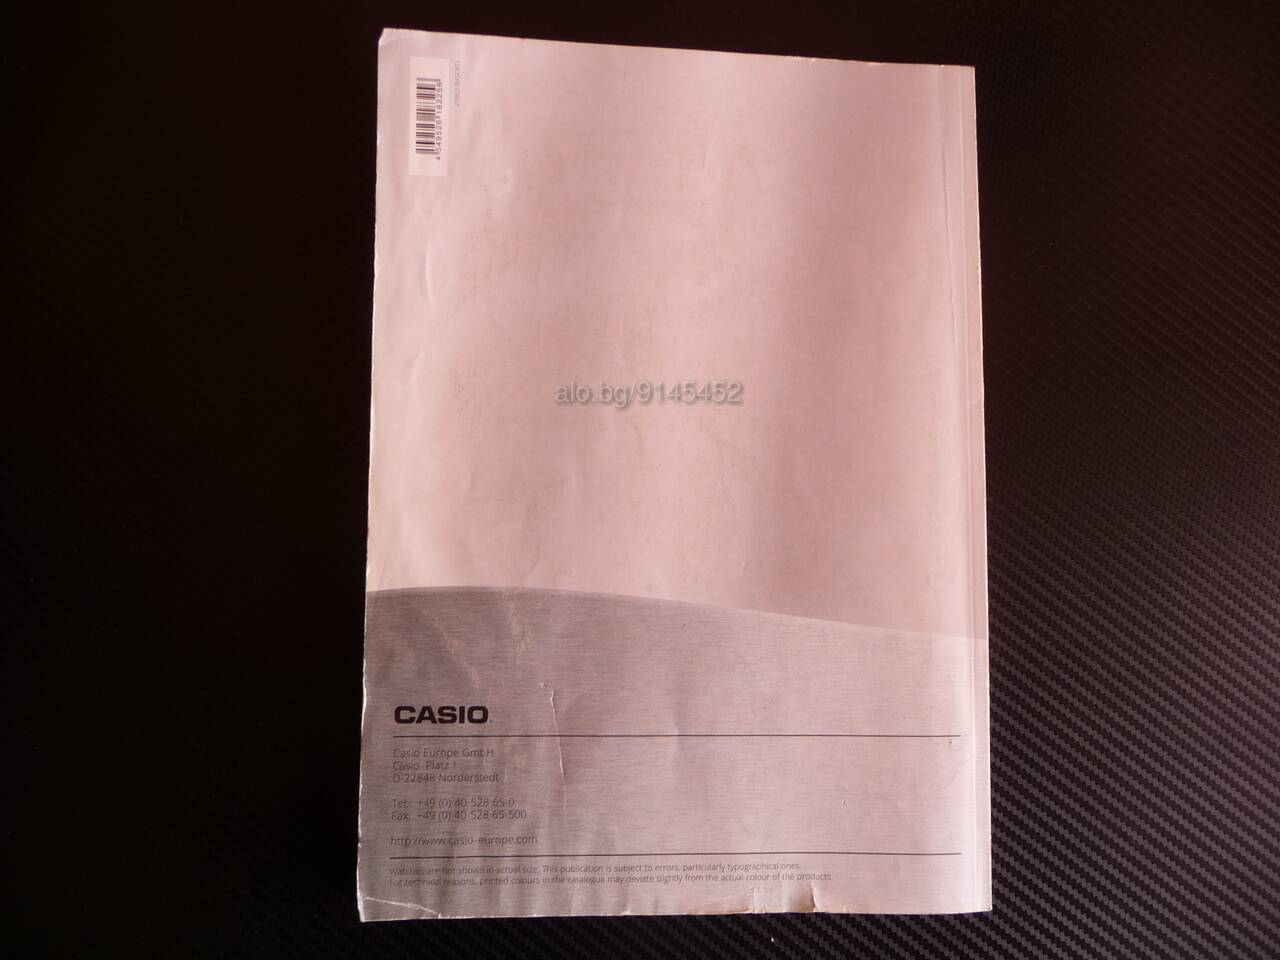 4 549526 183256
alo.bg/9145452
CASIO
Casio Europe GmbH
Casio-Platz 1
D-22848 Norderstedt
Tel.: +49 (0) 40-528 65-0
Fax: +49 (0) 40-528 65-500
http://www.casio-europe.com
Watches are not shown in actual size. This publication is subject to errors, particularly typographical ones.
For technical reasons, printed colours in the catalogue may deviate slightly from the actual colour of the products.